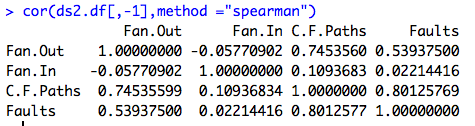 > cor(ds2.df[,-1],method ="spearman")
Fan.Out Fan.In C.F.Paths Faults
Fan.Out 1.00000000 -0.05770902 0.7453560 0.53937500
Fan.In -0.05770902 1.00000000 0.1093683 0.02214416
C.F.Paths 0.74535599 0.10936834 1.0000000 0.80125769
Faults 0.53937500 0.02214416 0.8012577 1.00000000